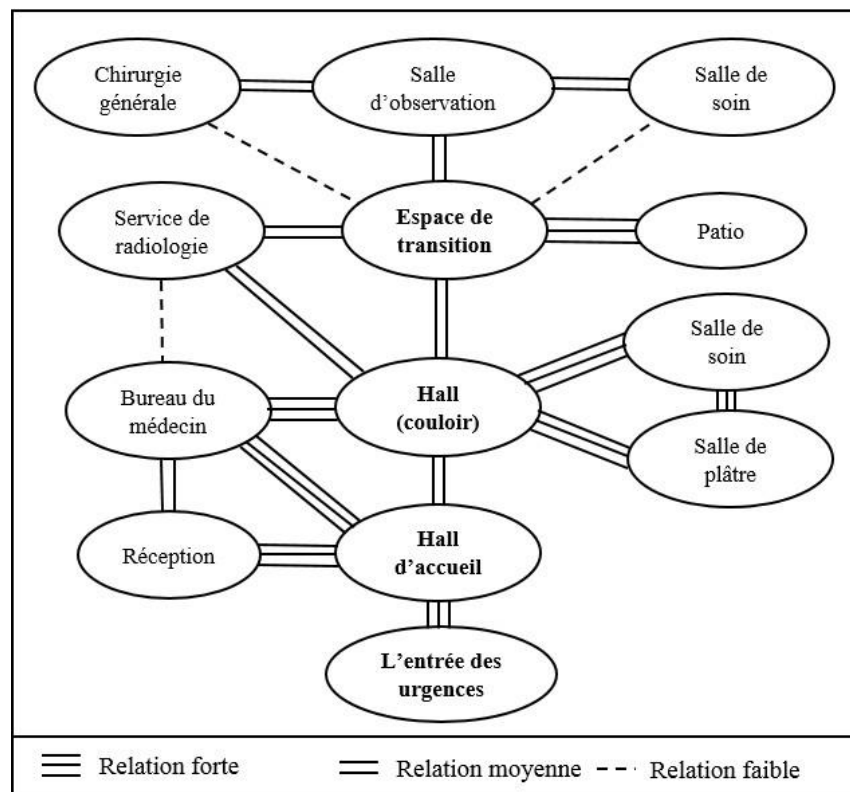 Chirurgie
générale
Salle
d'observation
Salle de
soin
Service de
radiologie
Espace de
transition
Patio
Salle de
soin
Bureau du
médecin
Hall
(couloir)
Salle de
plâtre
Réception
Hall
d'accueil
L'entrée des
urgences
Relation forte
Relation moyenne
Relation faible